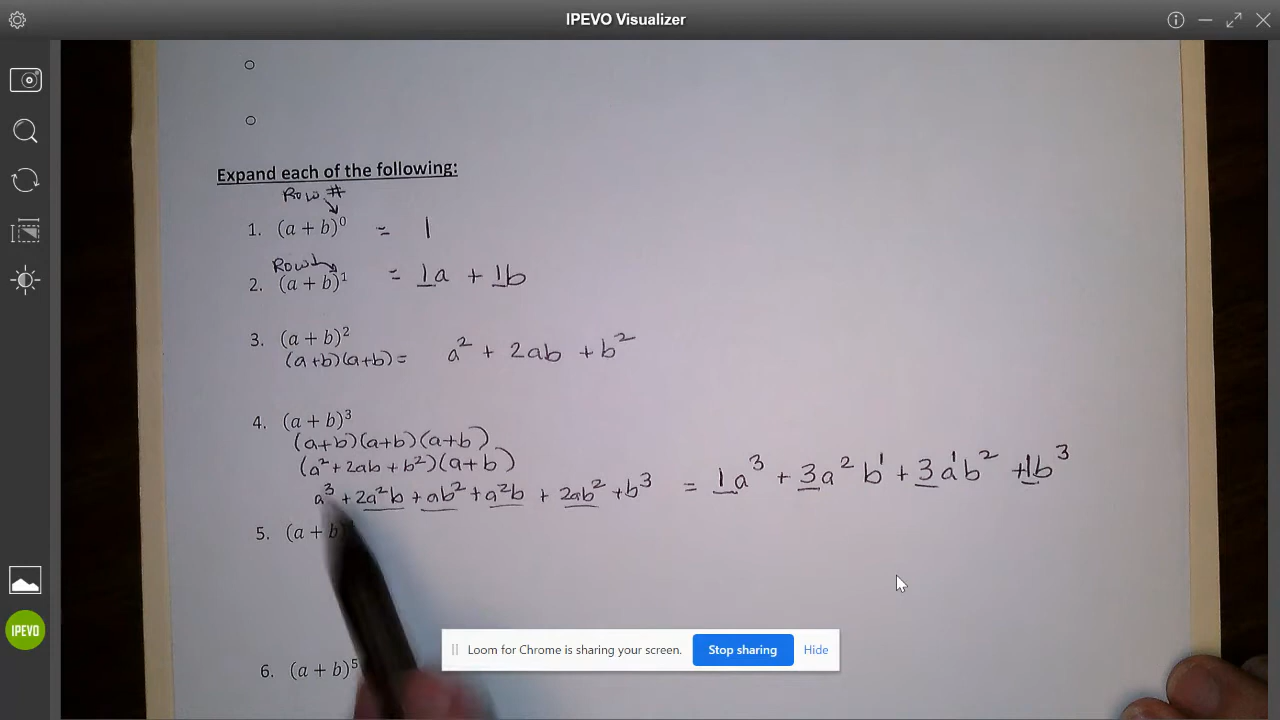 IPEVO Visualizer
Expand each of the following:
Row #
1. (a + b)⁰ = 1
Row 1
2. (a + b)¹ = 1a + 1b
3. (a + b)²
(a+b)(a+b) = a² + 2ab + b²
4. (a + b)³
(a+b)(a+b)(a+b)
(a² + 2ab + b²)(a+b)
a³ + 2a²b + ab² + a²b + 2ab² + b³ = 1a³ + 3a²b¹ + 3a¹b² + 1b³
5. (a + b)
6. (a + b)⁵
IPEVO
Loom for Chrome is sharing your screen. Stop sharing Hide